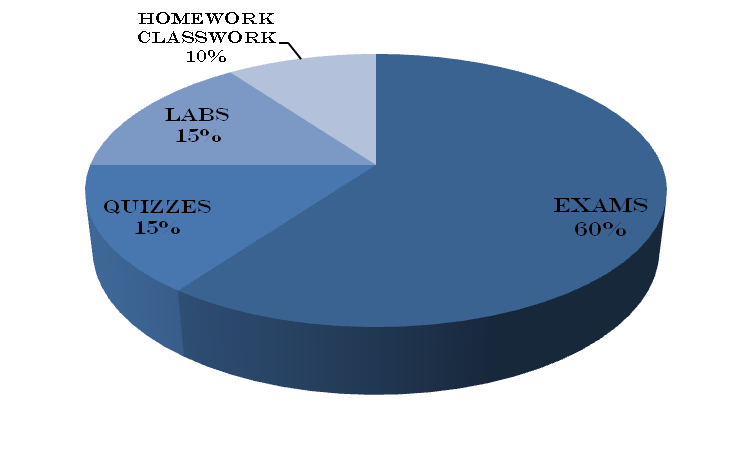 HOMEWORK
CLASSWORK
10%
LABS
15%
QUIZZES
15%
EXAMS
60%